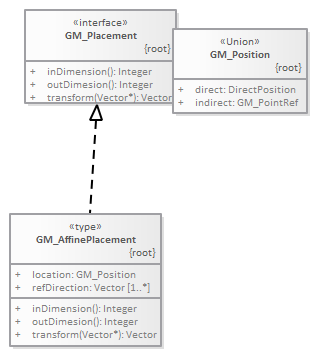 «interface»
GM_Placement
{root}
+ inDimension(): Integer
+ outDimesion(): Integer
+ transform(Vector*): Vector
«Union»
GM_Position
{root}
+ direct: DirectPosition
+ indirect: GM_PointRef
«type»
GM_AffinePlacement
{root}
+ location: GM_Position
+ refDirection: Vector [1..*]
+ inDimension(): Integer
+ outDimesion(): Integer
+ transform(Vector*): Vector